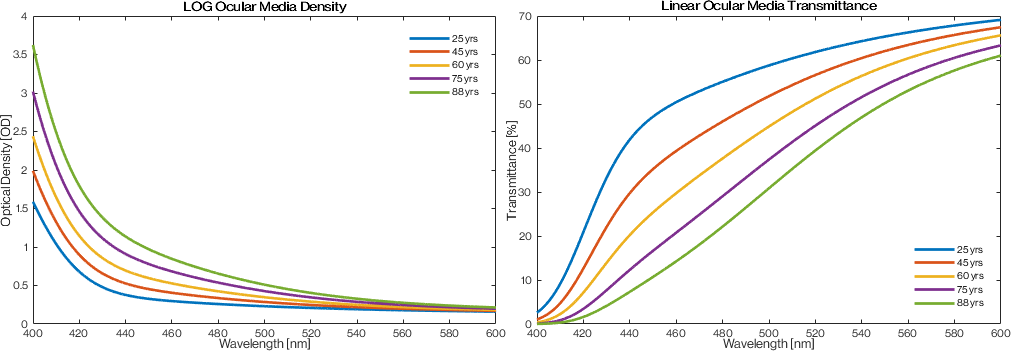 LOG Ocular Media Density
4
3.5
3
2.5
2
1.5
1
0.5
0
Optical Density [OD]
25 yrs
45 yrs
60 yrs
75 yrs
88 yrs
400 420 440 460 480 500 520 540 560 580 600
Wavelength [nm]
Linear Ocular Media Transmittance
70
60
50
40
30
20
10
0
Transmittance [%]
25 yrs
45 yrs
60 yrs
75 yrs
88 yrs
400 420 440 460 480 500 520 540 560 580 600
Wavelength [nm]